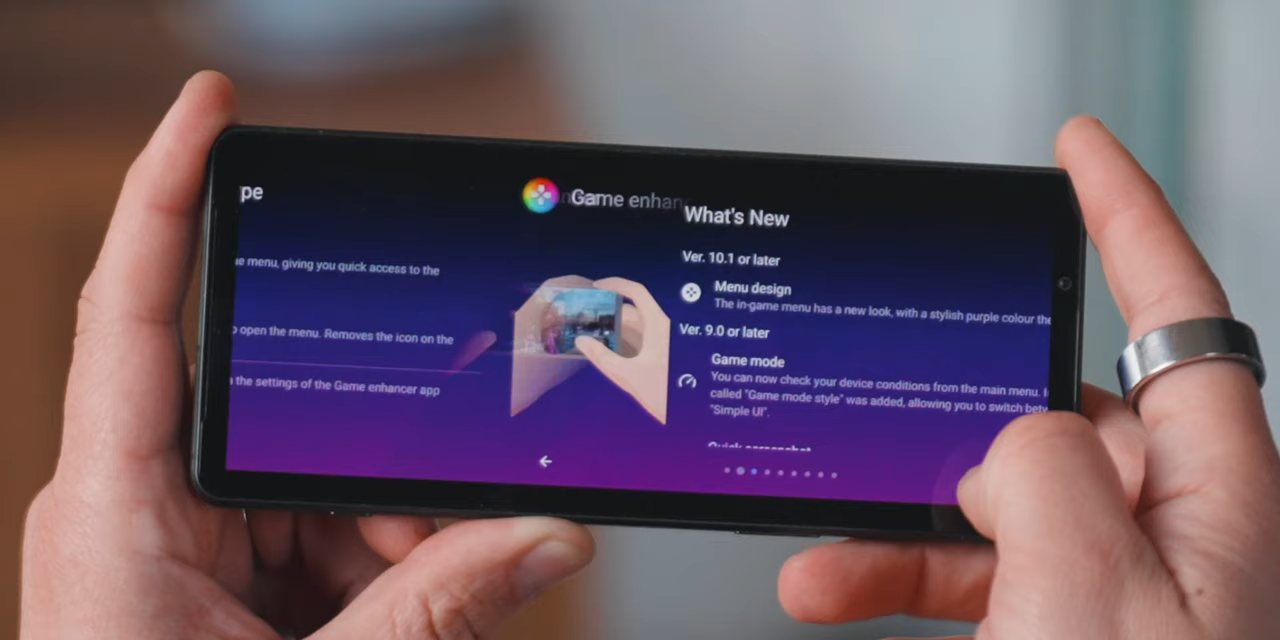 pe
e menu, giving you quick access to the
o open the menu. Removes the icon on the
the settings of the Game enhancer app
Game enhan
What's New
Ver. 10.1 or later
Menu design
The in-game menu has a new look, with a stylish purple colour the
Ver. 9.0 or later
Game mode
You can now check your device conditions from the main menu.
called "Game mode style" was added, allowing you to switch betw
"Simple UI".
Quick screenshot